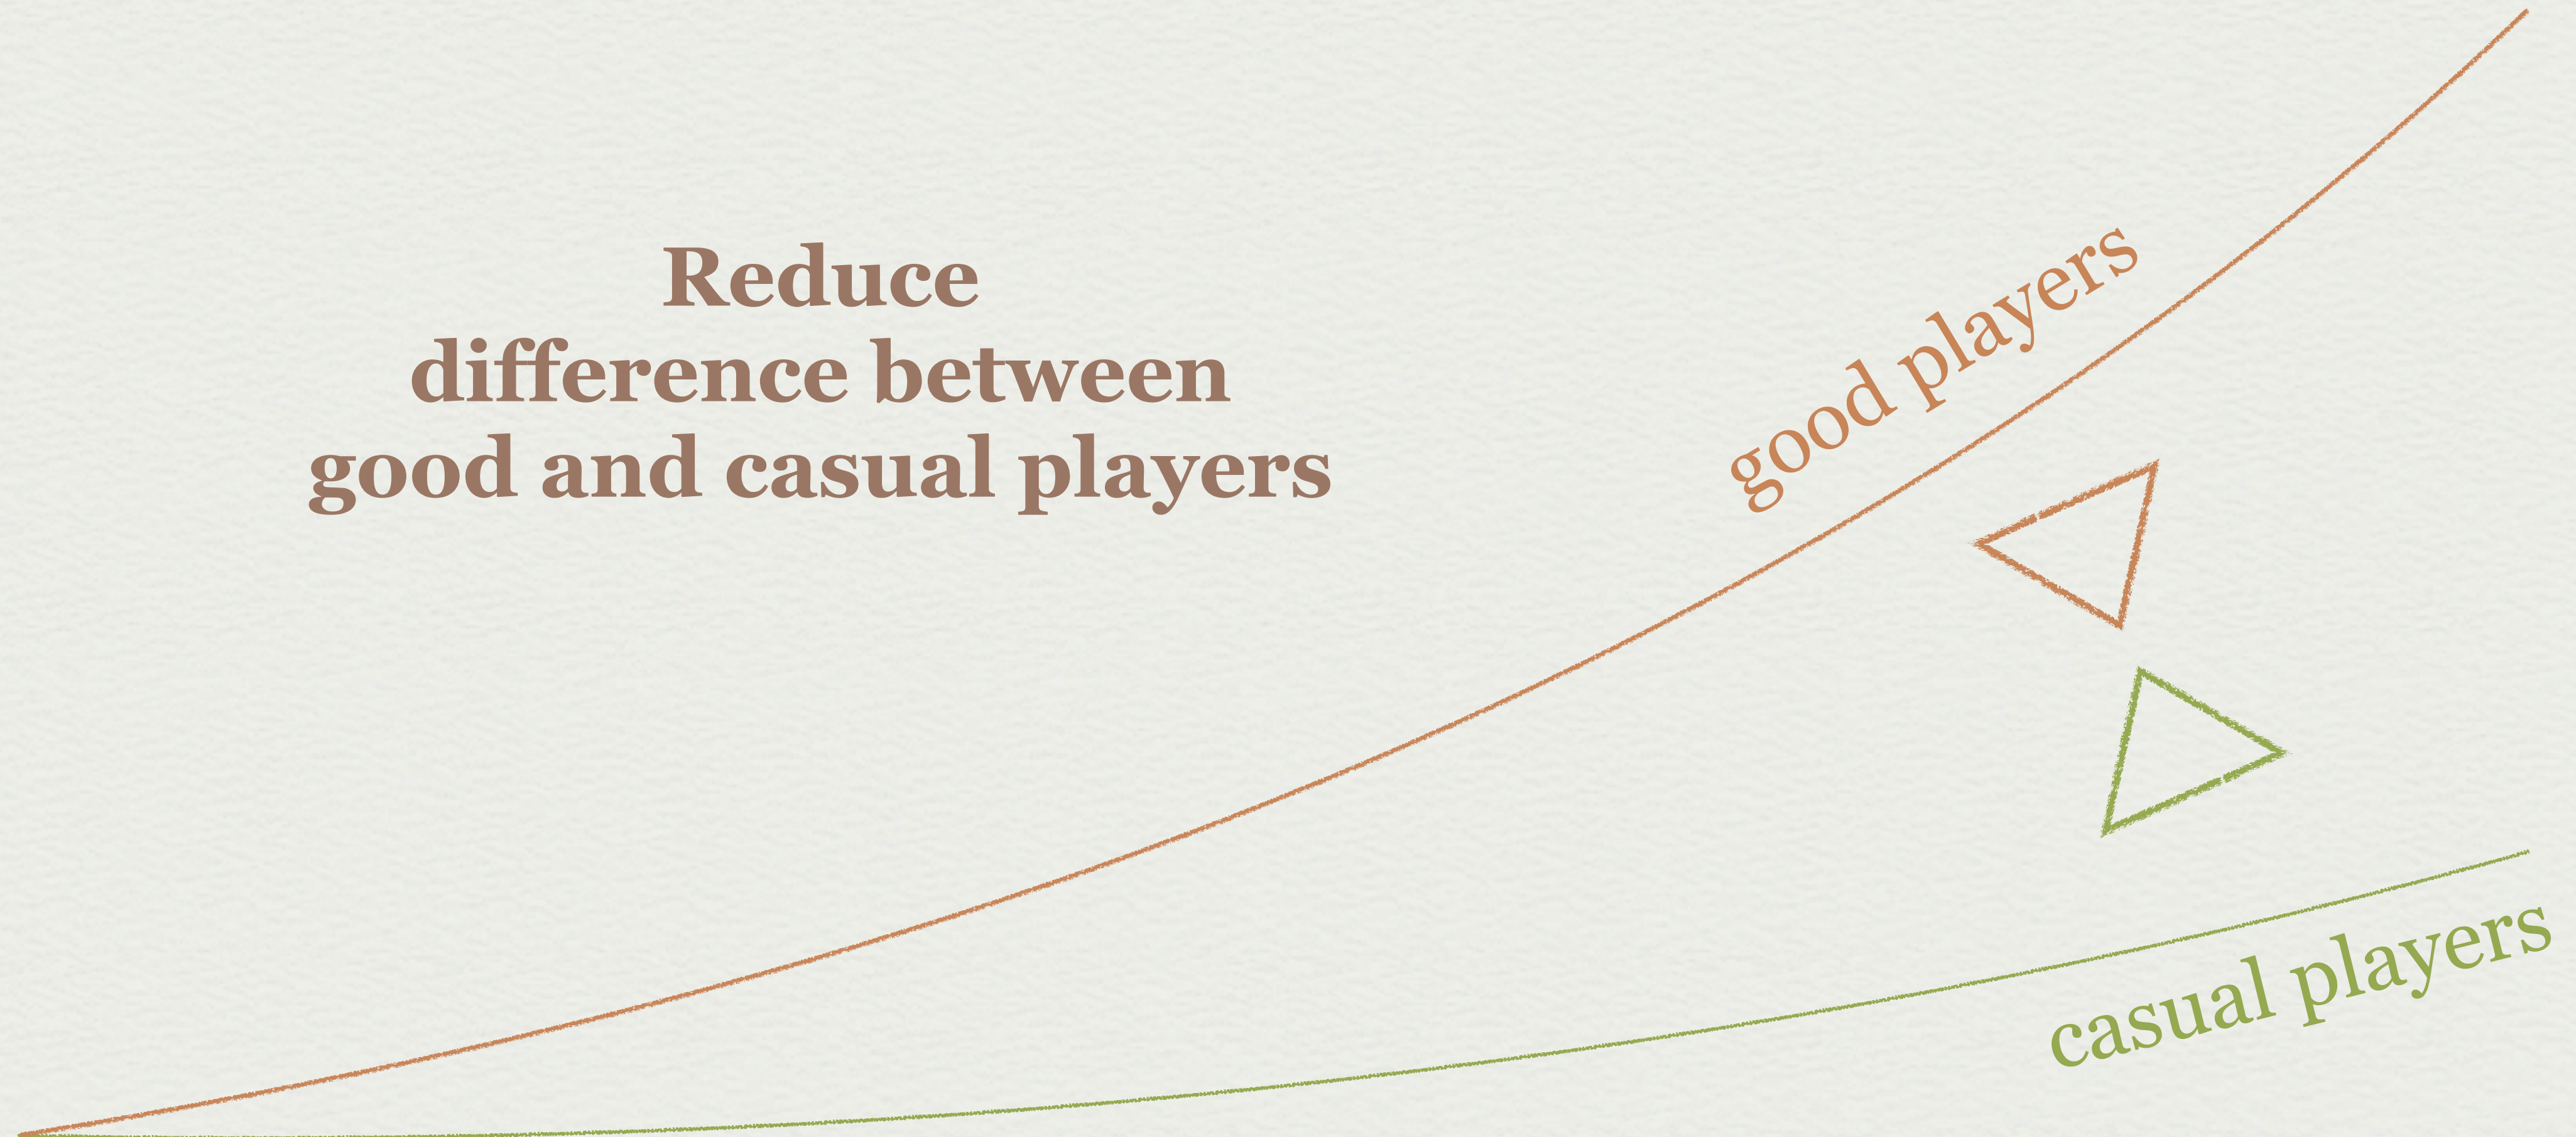 Reduce
difference between
good and casual players
good players
casual players